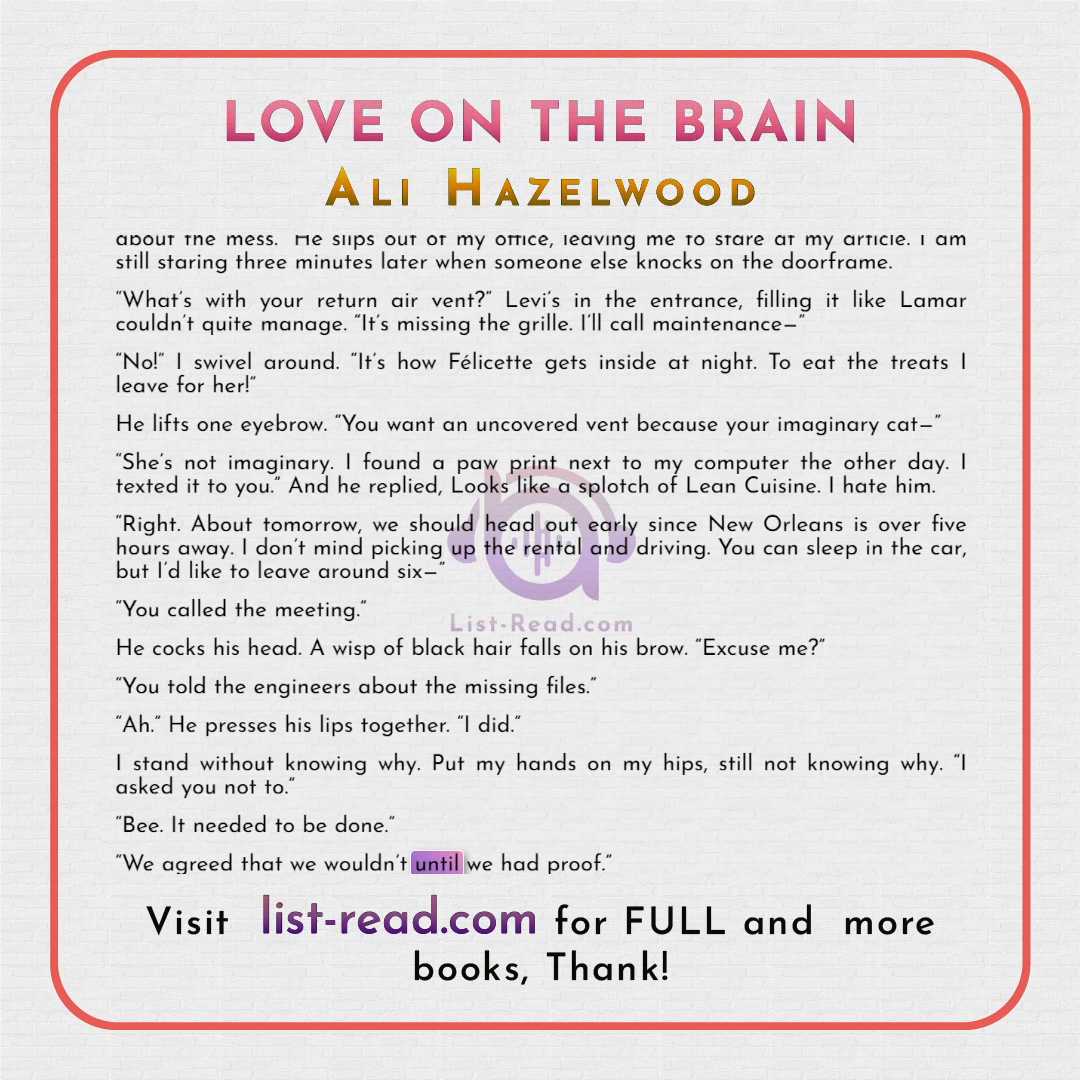 LOVE ON THE BRAIN
ALI HAZELWOOD
about the mess.” He slips out of my office, leaving me to stare at my article. I am
still staring three minutes later when someone else knocks on the doorframe.
“What’s with your return air vent?” Levi’s in the entrance, filling it like Lamar
couldn’t quite manage. “It’s missing the grille. I’ll call maintenance—”
“No!” I swivel around. “It’s how Félicette gets inside at night. To eat the treats I
leave for her!”
He lifts one eyebrow. “You want an uncovered vent because your imaginary cat—”
“She’s not imaginary. I found a paw print next to my computer the other day. I
texted it to you.” And he replied, Looks like a splotch of Lean Cuisine. I hate him.
“Right. About tomorrow, we should head out early since New Orleans is over five
hours away. I don’t mind picking up the rental and driving. You can sleep in the car,
but I’d like to leave around six—”
“You called the meeting.”
List-Read.com
He cocks his head. A wisp of black hair falls on his brow. “Excuse me?”
“You told the engineers about the missing files.”
“Ah.” He presses his lips together. “I did.”
I stand without knowing why. Put my hands on my hips, still not knowing why. “I
asked you not to.”
“Bee. It needed to be done.”
“We agreed that we wouldn’t until we had proof.”
Visit list-read.com for FULL and more
books, Thank!